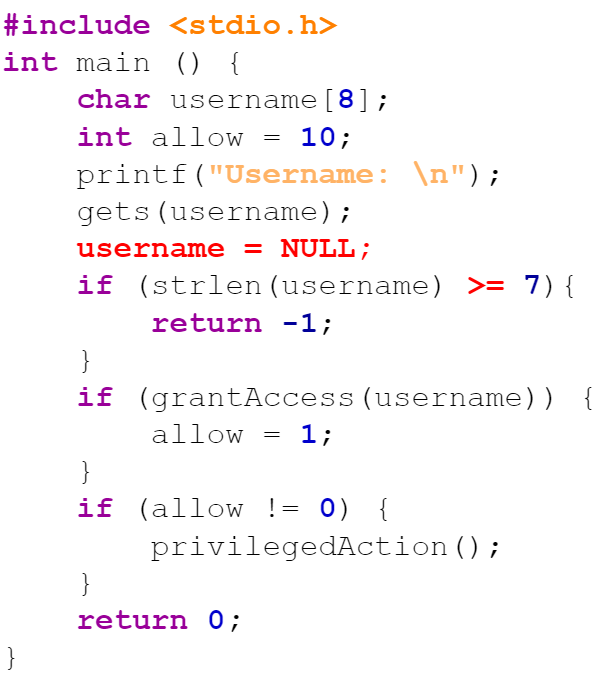 #include <stdio.h>
int main () {
    char username[8];
    int allow = 10;
    printf("Username: \n");
    gets(username);
    username = NULL;
    if (strlen(username) >= 7){
        return -1;
    }
    if (grantAccess(username)) {
        allow = 1;
    }
    if (allow != 0) {
        privilegedAction();
    }
    return 0;
}